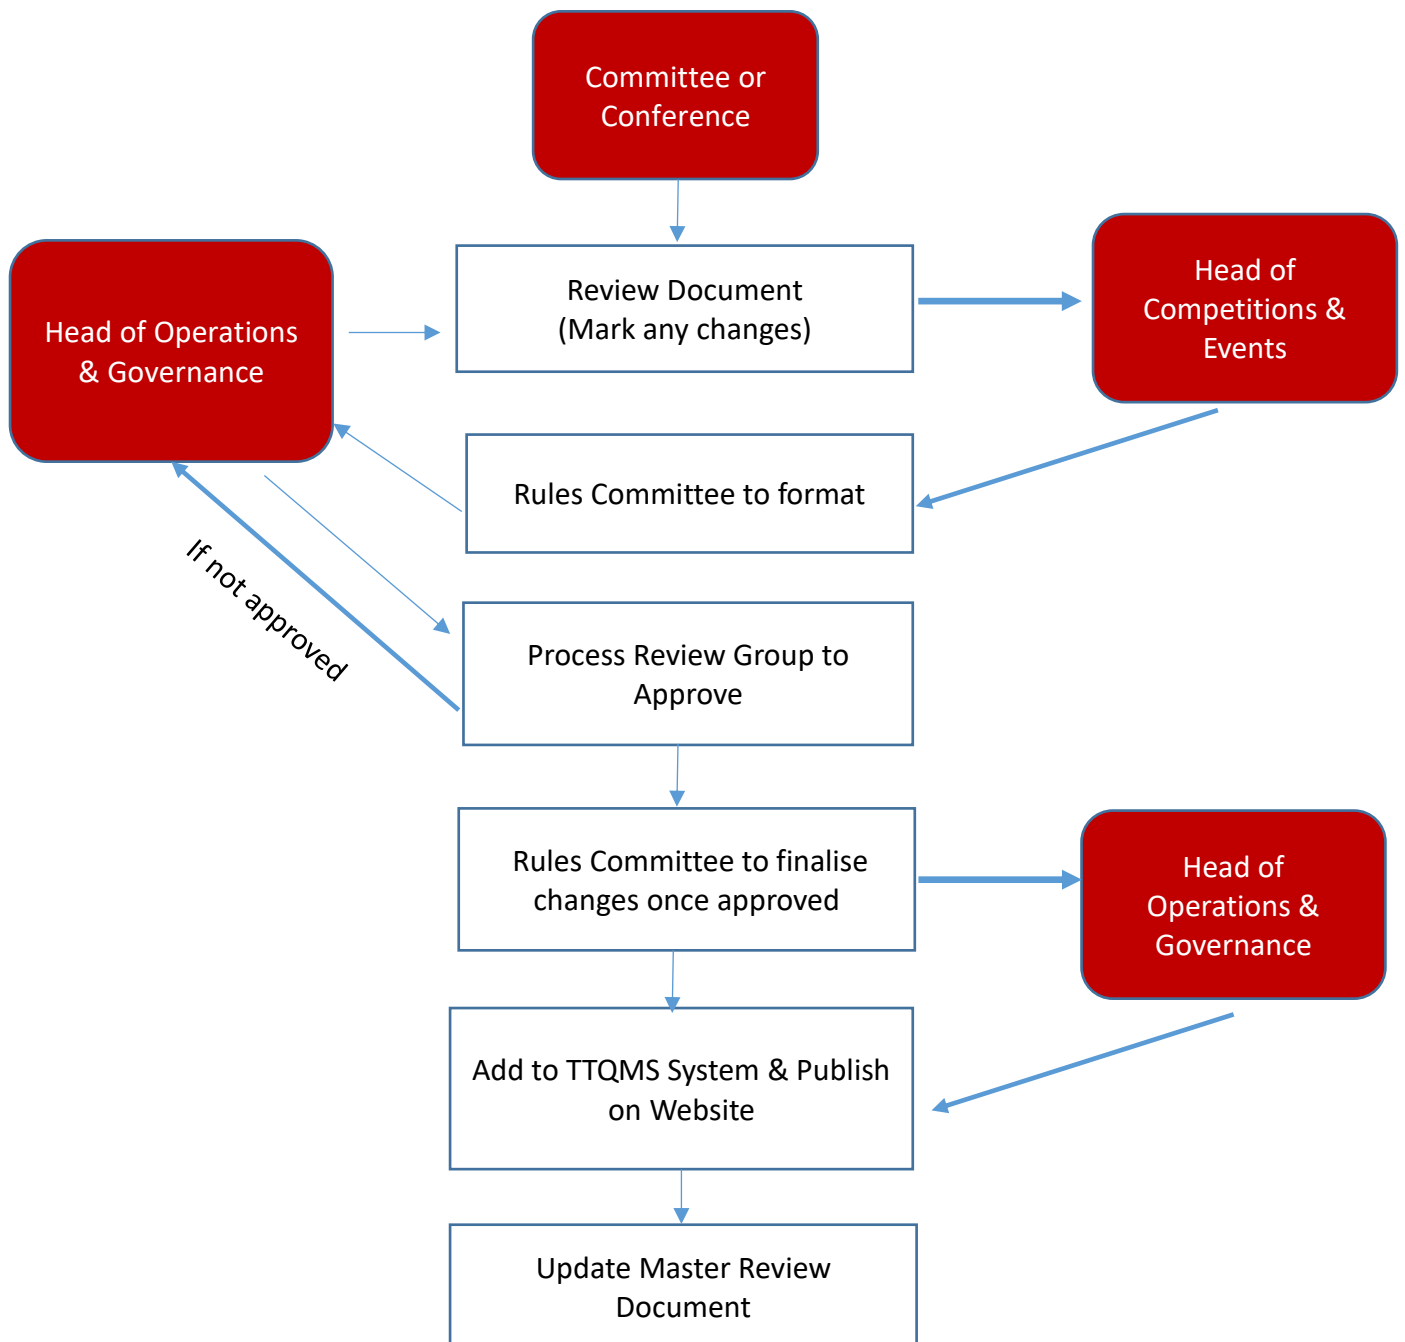 Committee or
Conference
Head of Operations
& Governance
Review Document
(Mark any changes)
Head of
Competitions &
Events
Rules Committee to format
If not approved
Process Review Group to
Approve
Rules Committee to finalise
changes once approved
Head of
Operations &
Governance
Add to TTQMS System & Publish
on Website
Update Master Review
Document